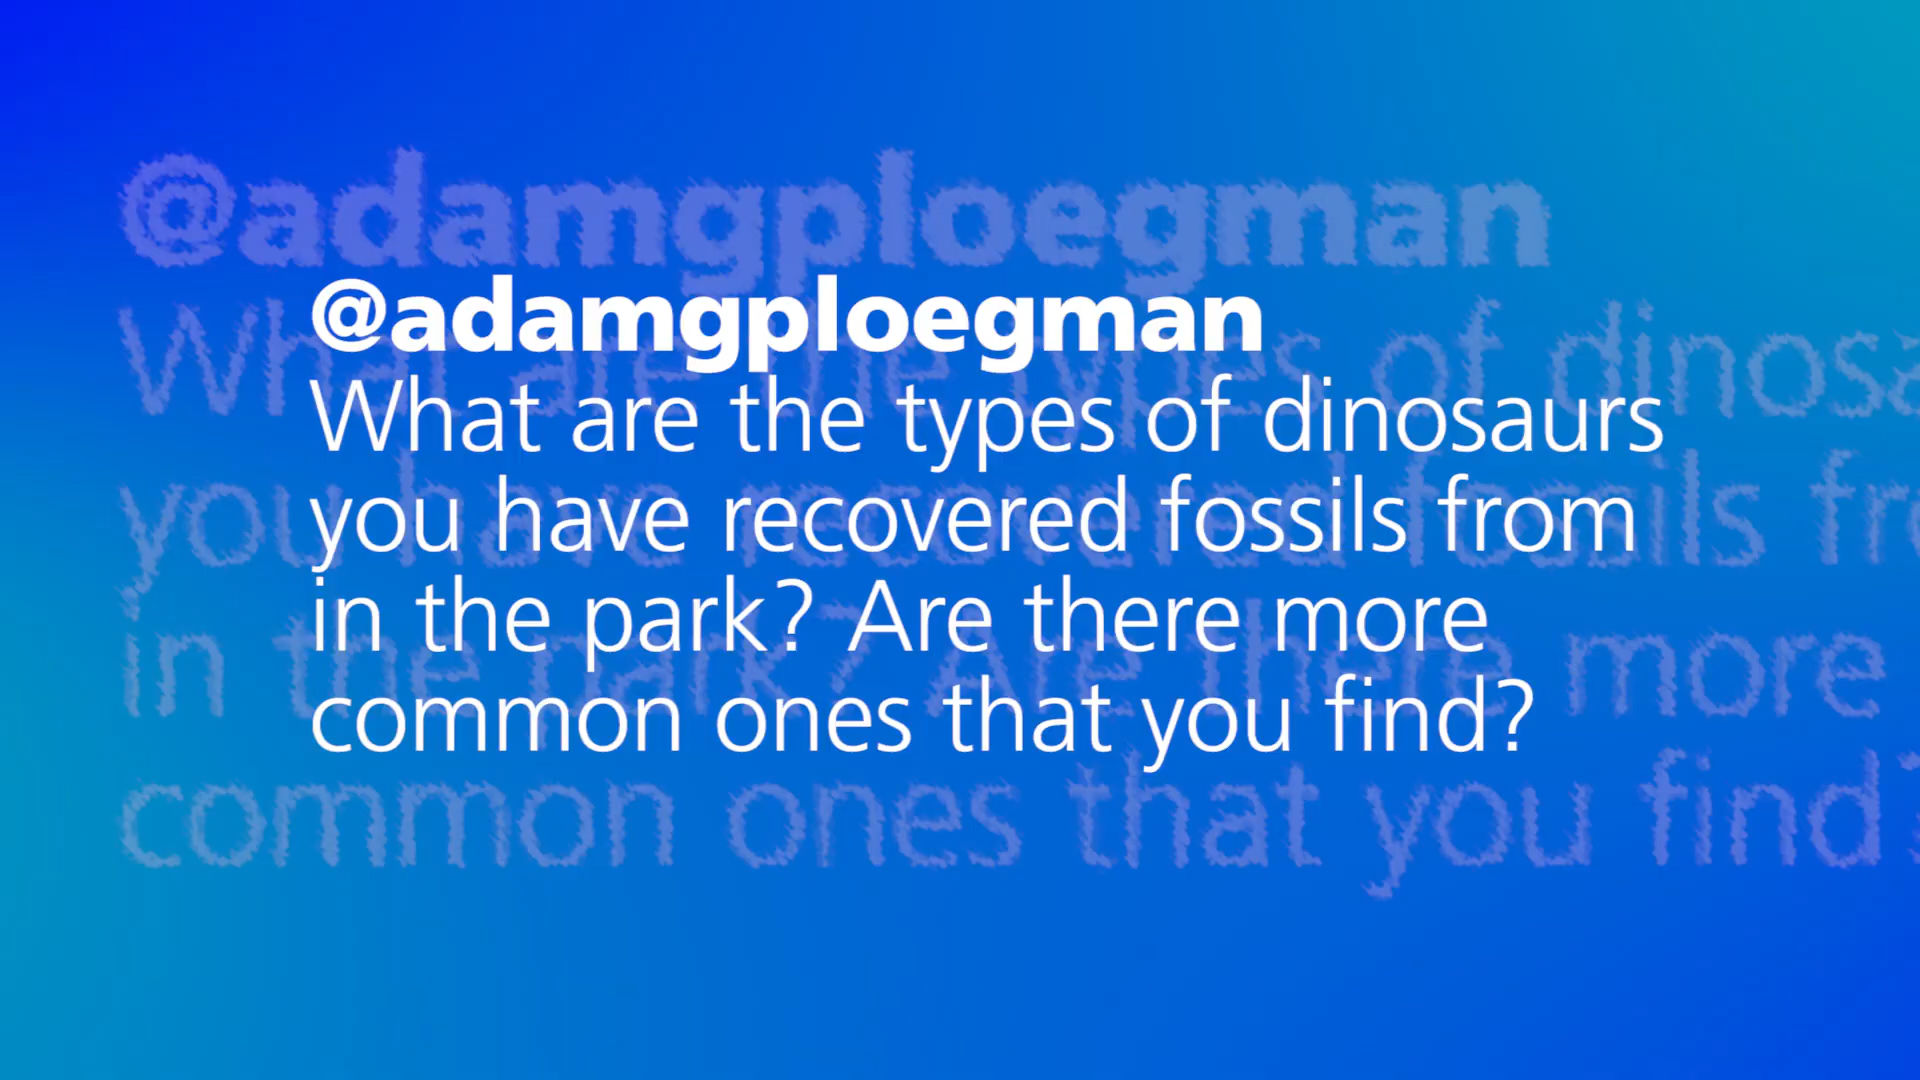 @adamgploegman
What are the types of dinosaurs
you have recovered fossils from
in the park? Are there more
common ones that you find?